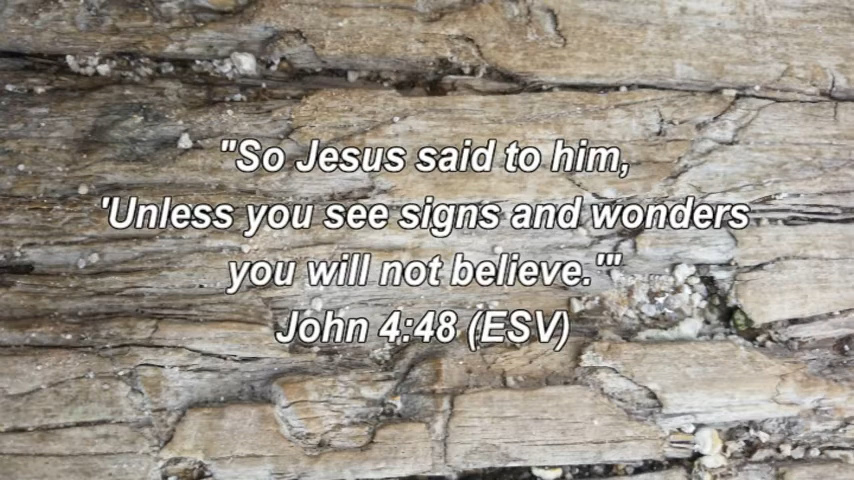 "So Jesus said to him,
'Unless you see signs and wonders
you will not believe.'"
John 4:48 (ESV)